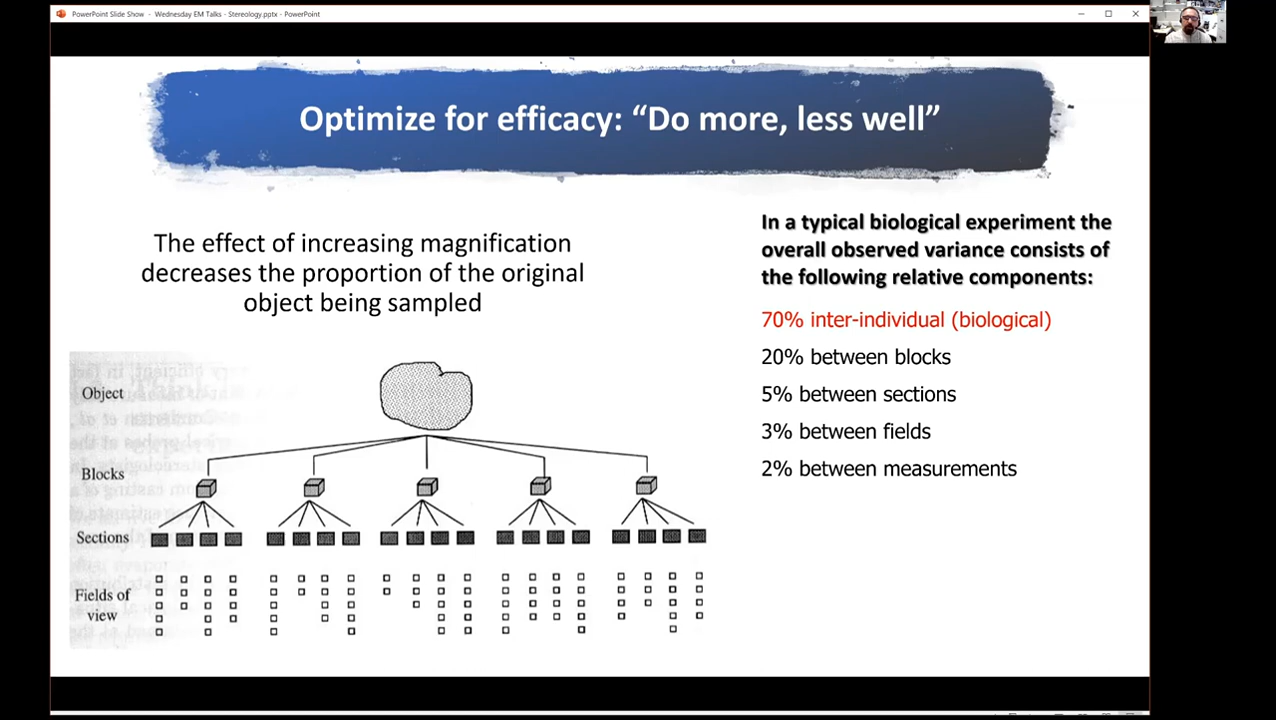 PowerPoint Slide Show - Wednesday EM Talks - Stereology.pptx - PowerPoint
Optimize for efficacy: “Do more, less well”
The effect of increasing magnification
decreases the proportion of the original
object being sampled
In a typical biological experiment the
overall observed variance consists of
the following relative components:
70% inter-individual (biological)
20% between blocks
5% between sections
3% between fields
2% between measurements
Object
Blocks
Sections
Fields of
view